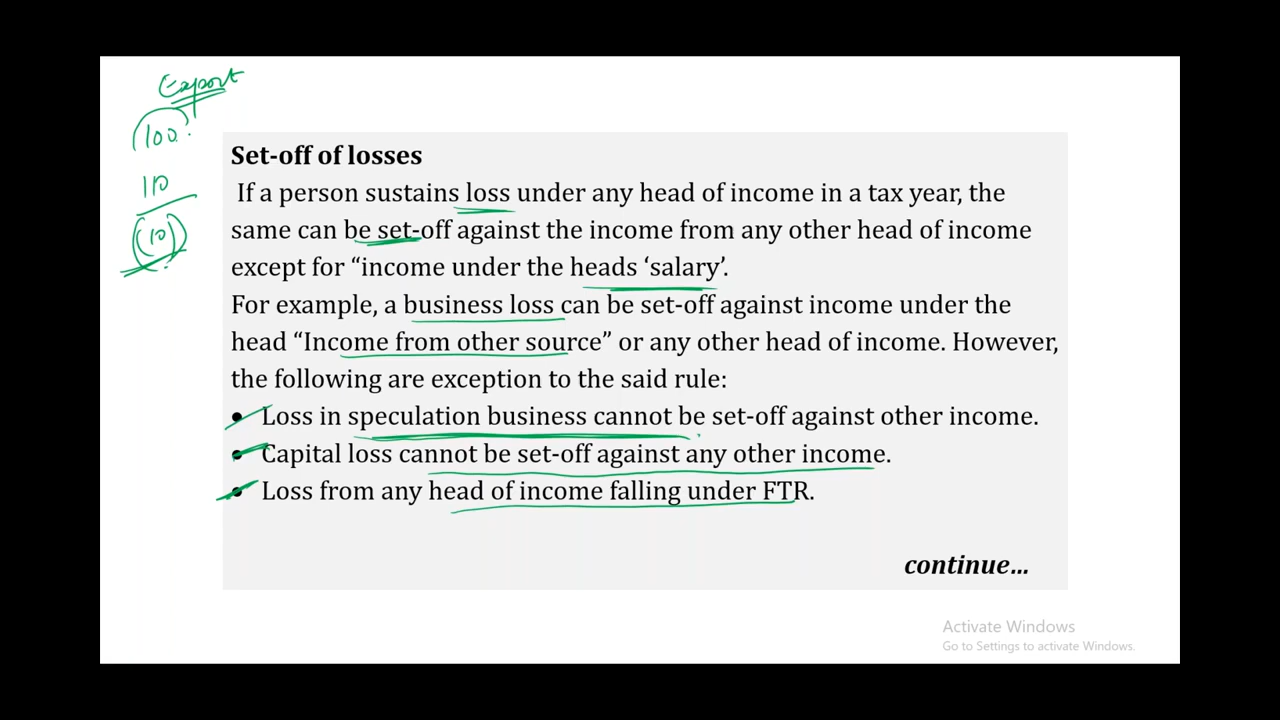 Export
100
110
(10)
Set-off of losses
If a person sustains loss under any head of income in a tax year, the
same can be set-off against the income from any other head of income
except for “income under the heads ‘salary’.
For example, a business loss can be set-off against income under the
head “Income from other source” or any other head of income. However,
the following are exception to the said rule:
• Loss in speculation business cannot be set-off against other income.
• Capital loss cannot be set-off against any other income.
• Loss from any head of income falling under FTR.
continue...
Activate Windows
Go to Settings to activate Windows.